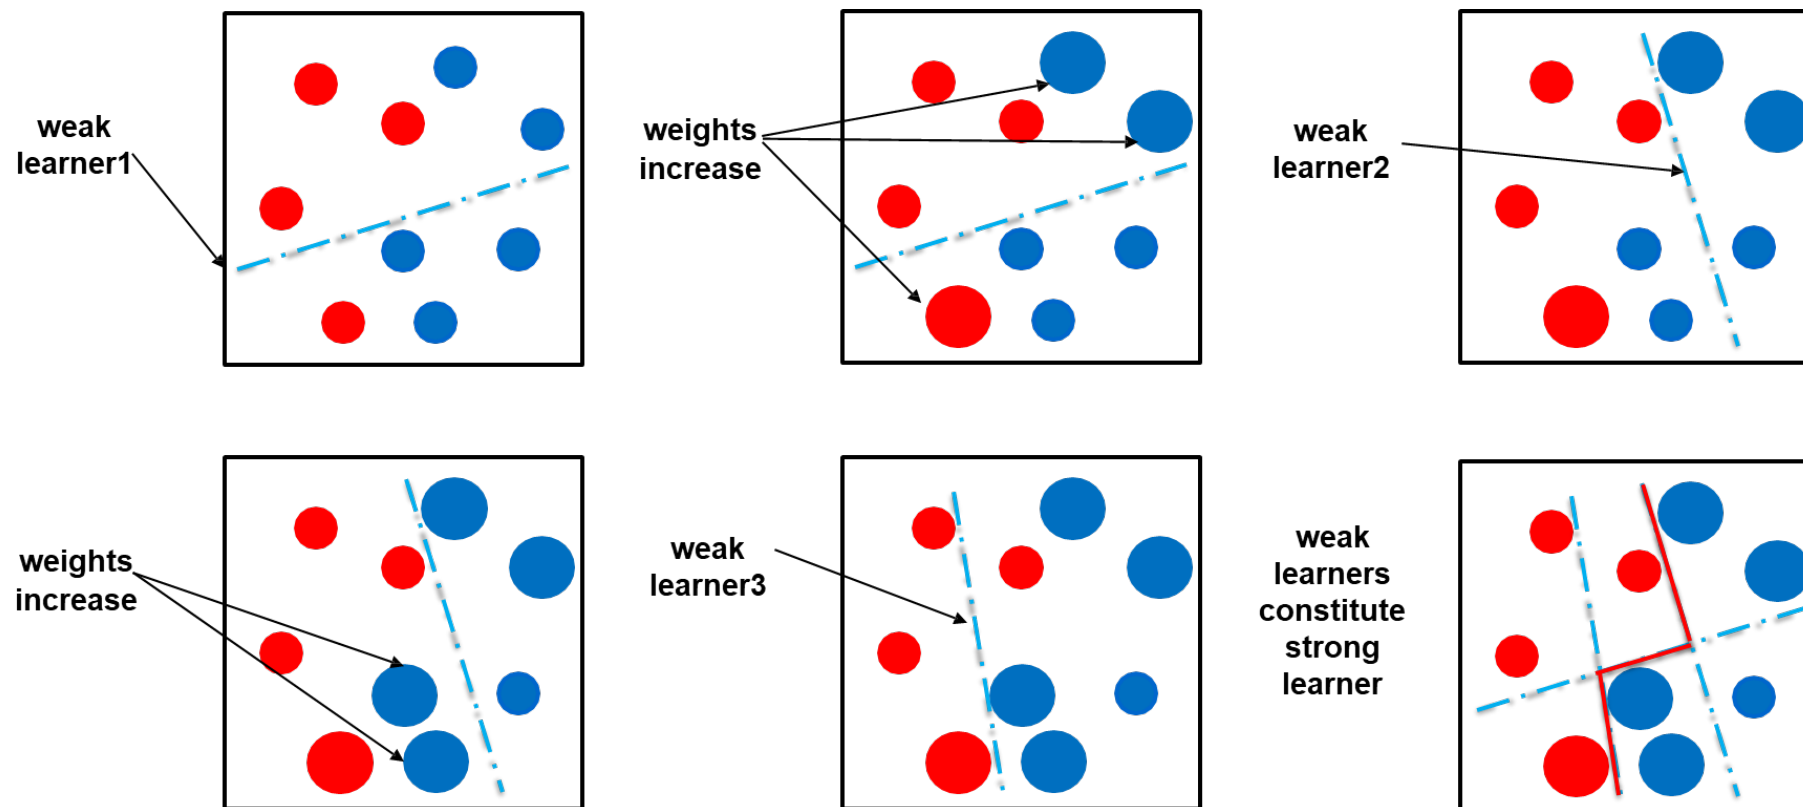 weak
learner1
weights
increase
weak
learner2
weights
increase
weak
learner3
weak
learners
constitute
strong
learner